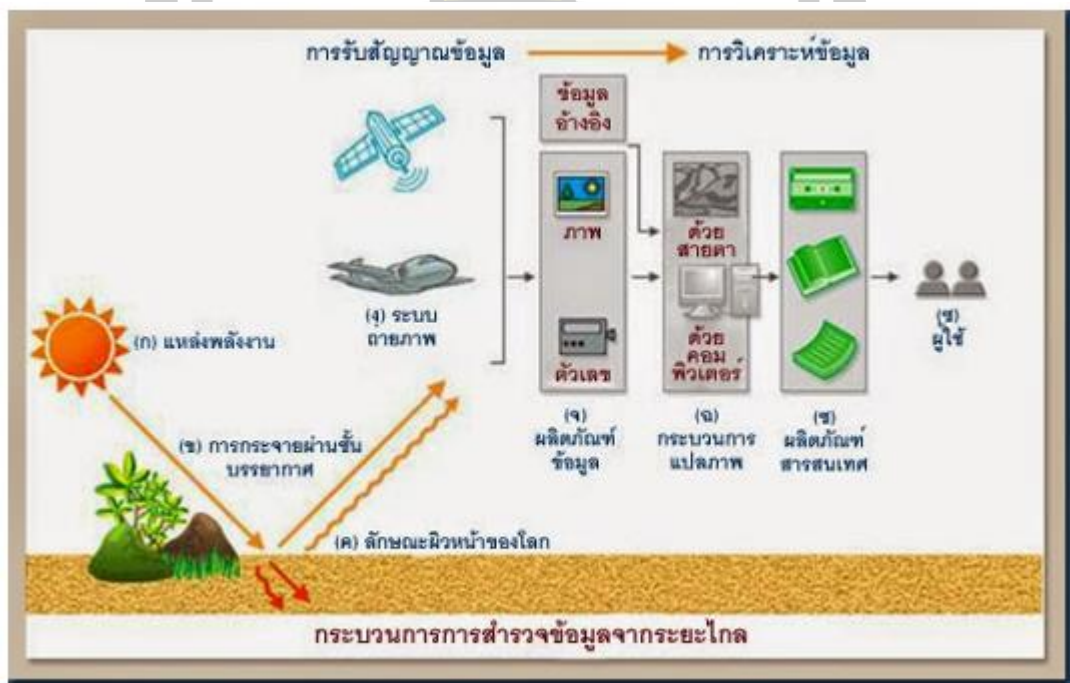 การรับสัญญาณข้อมูล
การวิเคราะห์ข้อมูล
ข้อมูล
อ้างอิง
ภาพ
ตัวเลข
ด้วย
สายตา
ด้วย
คอม
พิวเตอร์
(ก) แหล่งพลังงาน
(ง) ระบบ
ถ่ายภาพ
(ข) การกระจายผ่านชั้น
บรรยากาศ
(ค) ลักษณะผิวหน้าของโลก
(จ)
ผลิตภัณฑ์
ข้อมูล
(ฉ)
กระบวนการ
แปลภาพ
(ช)
ผลิตภัณฑ์
สารสนเทศ
(ซ)
ผู้ใช้
กระบวนการการสำรวจข้อมูลจากระยะไกล